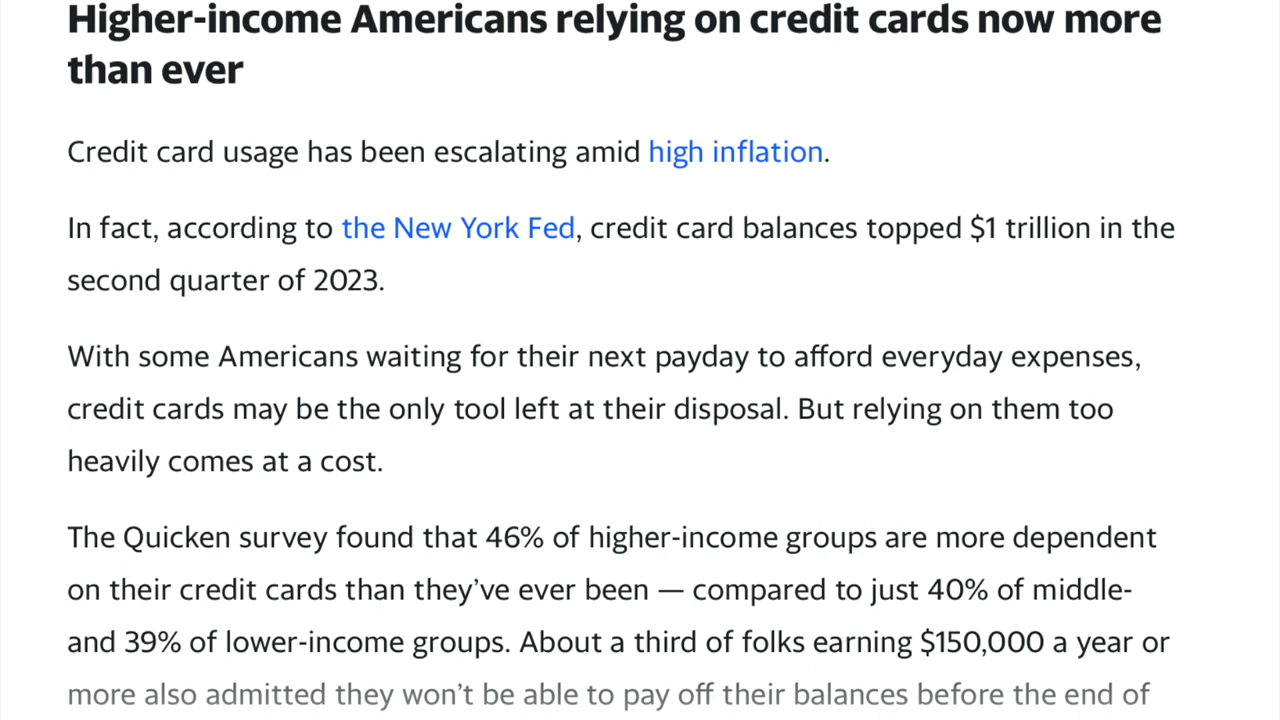 Higher-income Americans relying on credit cards now more
than ever
Credit card usage has been escalating amid high inflation.
In fact, according to the New York Fed, credit card balances topped $1 trillion in the
second quarter of 2023.
With some Americans waiting for their next payday to afford everyday expenses,
credit cards may be the only tool left at their disposal. But relying on them too
heavily comes at a cost.
The Quicken survey found that 46% of higher-income groups are more dependent
on their credit cards than they’ve ever been — compared to just 40% of middle-
and 39% of lower-income groups. About a third of folks earning $150,000 a year or
more also admitted they won’t be able to pay off their balances before the end of